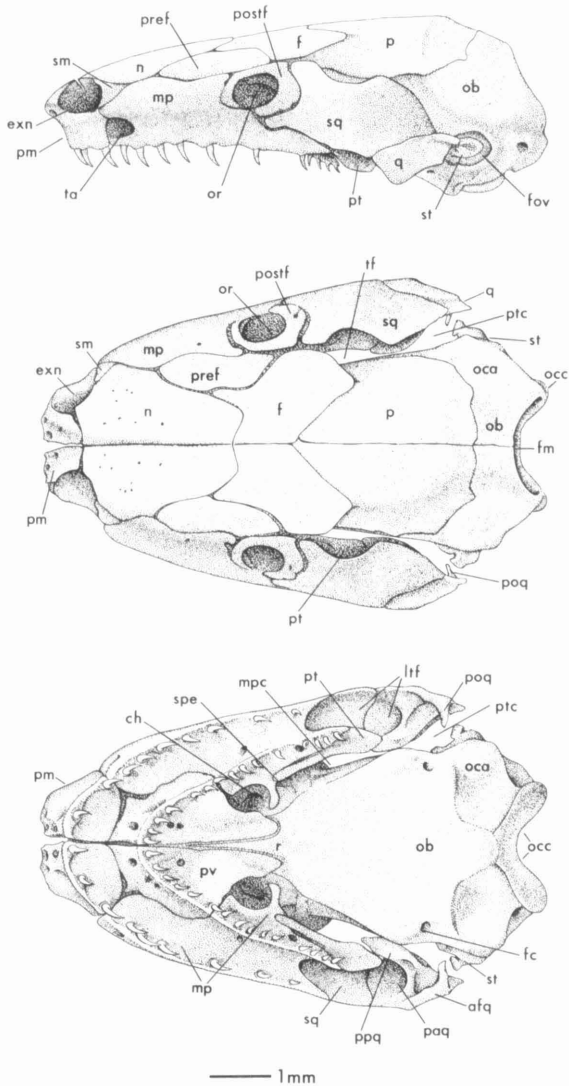 postf
pref
f
p
sm
n
ob
mp
exn
sq
pm
q
ta
or
pt
st
fov
postf
tf
or
q
ptc
sm
sq
st
mp
exn
oca
pref
occ
n
f
p
ob
fm
pm
poq
pt
ltf
pt
mpc
poq
spe
ptc
ch
pm
oca
r
ob
occ
pv
fc
mp
st
sq
afq
ppq
paq
1mm